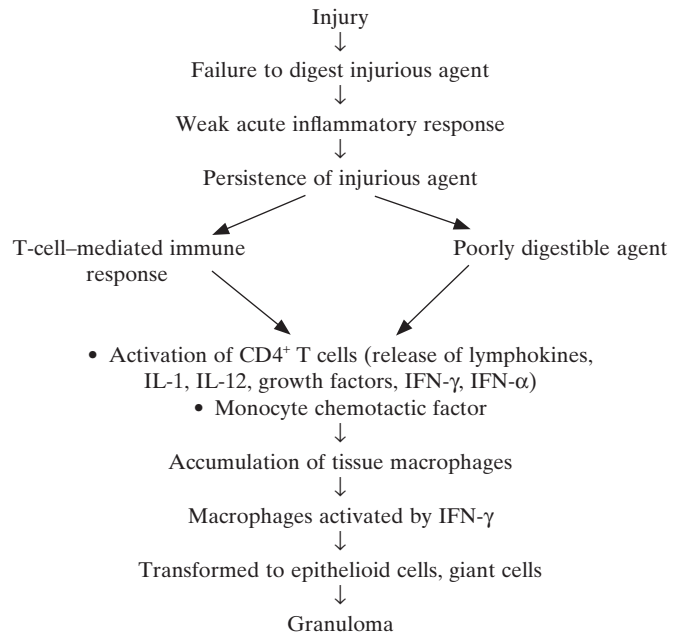 Injury
↓
Failure to digest injurious agent
↓
Weak acute inflammatory response
↓
Persistence of injurious agent
T-cell–mediated immune
response
Poorly digestible agent
• Activation of CD4⁺ T cells (release of lymphokines,
IL-1, IL-12, growth factors, IFN-γ, IFN-α)
• Monocyte chemotactic factor
↓
Accumulation of tissue macrophages
↓
Macrophages activated by IFN-γ
↓
Transformed to epithelioid cells, giant cells
↓
Granuloma